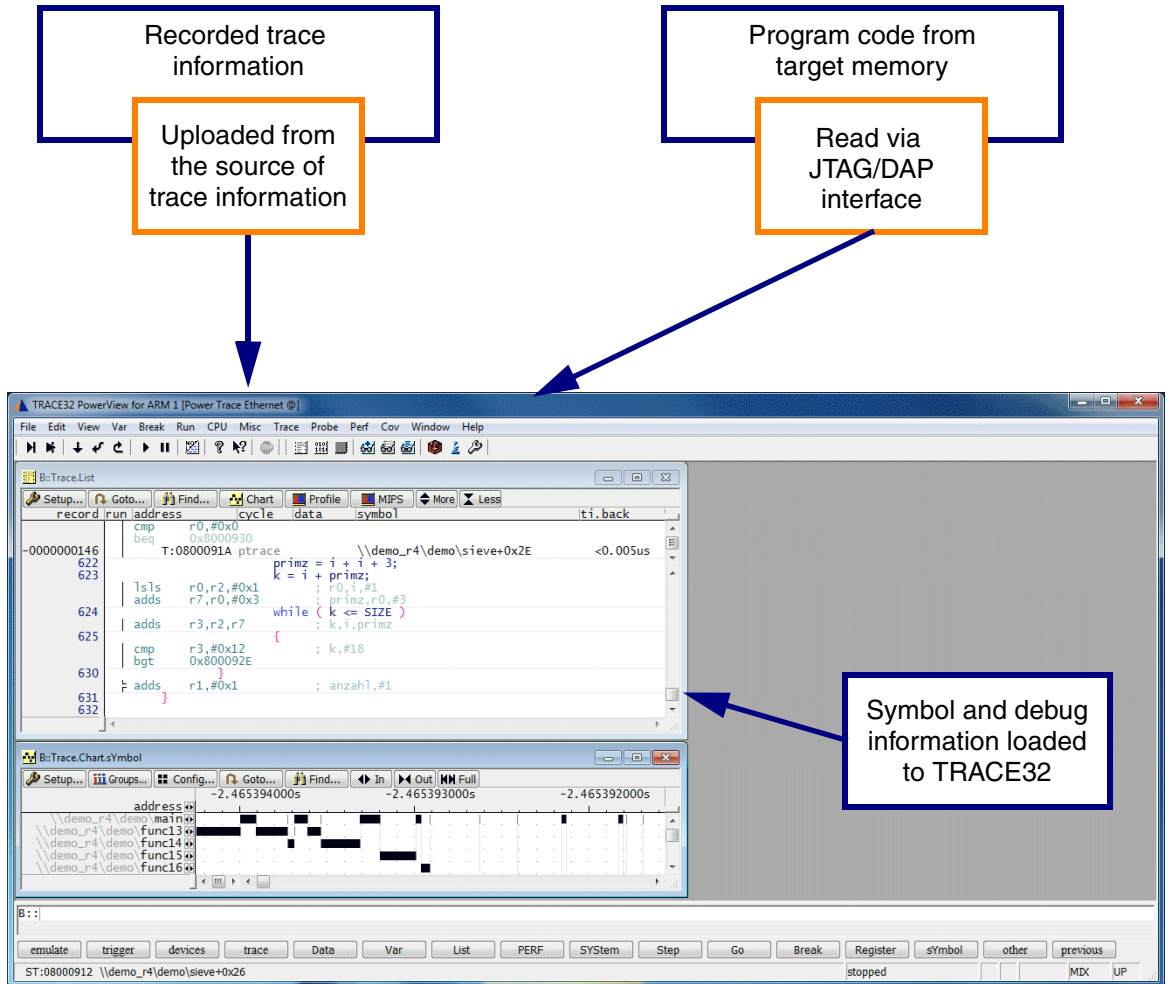 Recorded trace
information
Uploaded from
the source of
trace information
Program code from
target memory
Read via
JTAG/DAP
interface
TRACE32 PowerView for ARM 1 [Power Trace Ethernet @]
File Edit View Var Break Run CPU Misc Trace Probe Perf Cov Window Help
B::Trace.List
Setup... Goto... Find... Chart Profile MIPS More Less
record run address cycle data symbol ti.back
cmp r0,#0x0
beq 0x8000930
-0000000146 T:0800091A ptrace \\demo_r4\demo\sieve+0x2E <0.005us
622 primz = i + i + 3;
623 k = i + primz;
lsls r0,r2,#0x1 ; r0,i,#1
adds r7,r0,#0x3 ; primz,r0,#3
624 while ( k <= SIZE )
adds r3,r2,r7 ; k,i,primz
625 {
cmp r3,#0x12 ; k,#18
bgt 0x800092E
630 }
adds r1,#0x1 ; anzahl,#1
631 }
632
Symbol and debug
information loaded
to TRACE32
B::Trace.Chart.sYmbol
Setup... Groups... Config... Goto... Find... In Out Full
-2.465394000s -2.465393000s -2.465392000s
address
\\demo_r4\demo\main
\\demo_r4\demo\func13
\\demo_r4\demo\func14
\\demo_r4\demo\func15
\\demo_r4\demo\func16
B::
emulate trigger devices trace Data Var List PERF SYStem Step Go Break Register sYmbol other previous
ST:08000912 \\demo_r4\demo\sieve+0x26 stopped MIX UP